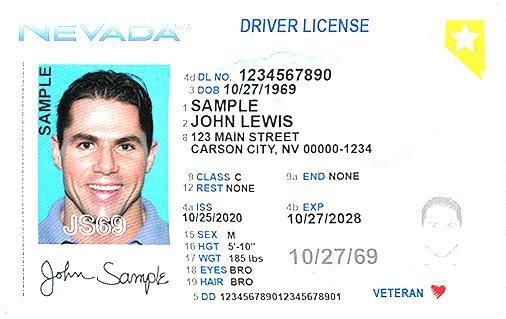 NEVADA
DRIVER LICENSE
SAMPLE
4d DL NO. 1234567890
3 DOB 10/27/1969
1 SAMPLE
2 JOHN LEWIS
8 123 MAIN STREET
CARSON CITY, NV 00000-1234
9 CLASS C 9a END NONE
12 REST NONE
4a ISS 4b EXP
10/25/2020 10/27/2028
15 SEX M
16 HGT 5'-10"
17 WGT 185 lbs
18 EYES BRO
19 HAIR BRO
10/27/69
JS69
John Sample
5 DD 123456789012345678901
VETERAN